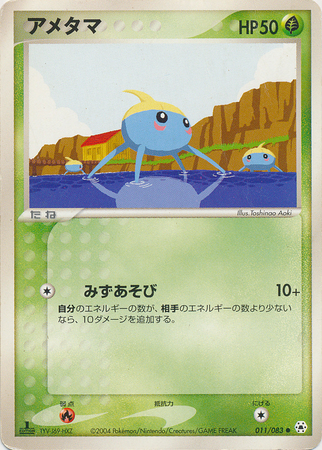 アメタマ HP50
Illus. Toshinao Aoki
たね
みずあそび 10+
自分のエネルギーの数が、相手のエネルギーの数より少ない
なら、10ダメージを追加する。
弱点 抵抗力 にげる
1YV-J69-HXZ ©2004 Pokémon/Nintendo/Creatures/GAME FREAK 011/083 ●